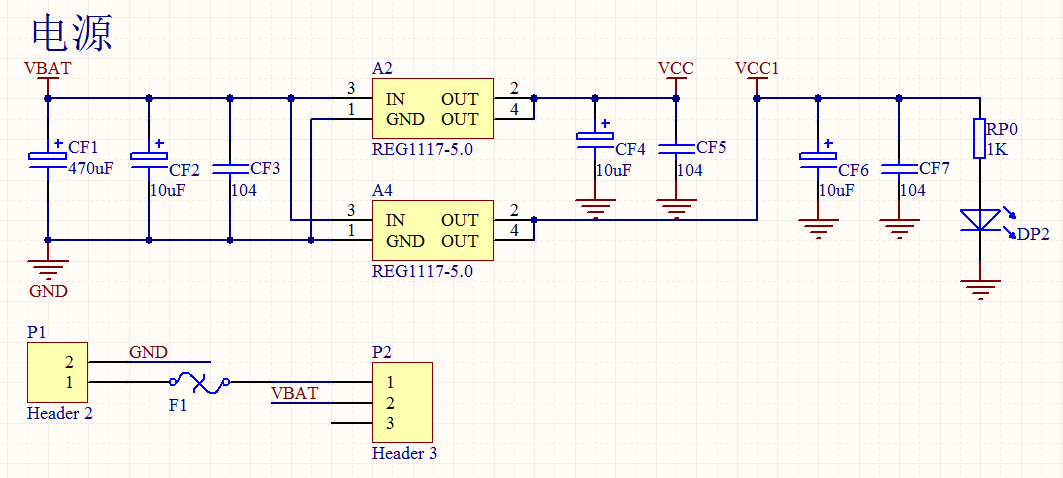 电源
VBAT
VCC
VCC1
A2
3 IN OUT 2
1 GND OUT 4
REG1117-5.0
CF1
470uF
CF2
10uF
CF3
104
CF4
10uF
CF5
104
CF6
10uF
CF7
104
RP0
1K
DP2
A4
3 IN OUT 2
1 GND OUT 4
REG1117-5.0
GND
P1
2
1
Header 2
GND
F1
VBAT
P2
1
2
3
Header 3